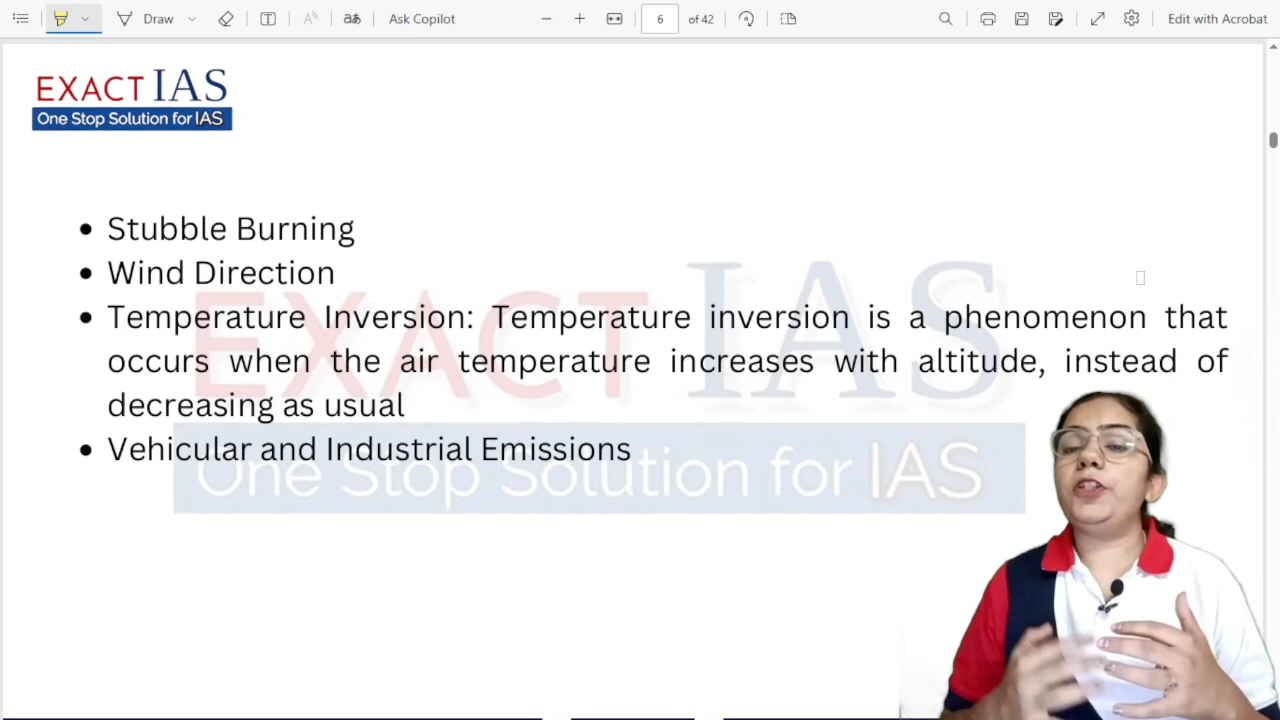 Draw
Ask Copilot
6 of 42
Edit with Acrobat
EXACT IAS
One Stop Solution for IAS
• Stubble Burning
• Wind Direction
• Temperature Inversion: Temperature inversion is a phenomenon that
occurs when the air temperature increases with altitude, instead of
decreasing as usual
• Vehicular and Industrial Emissions
EXACT IAS
One Stop Solution for IAS